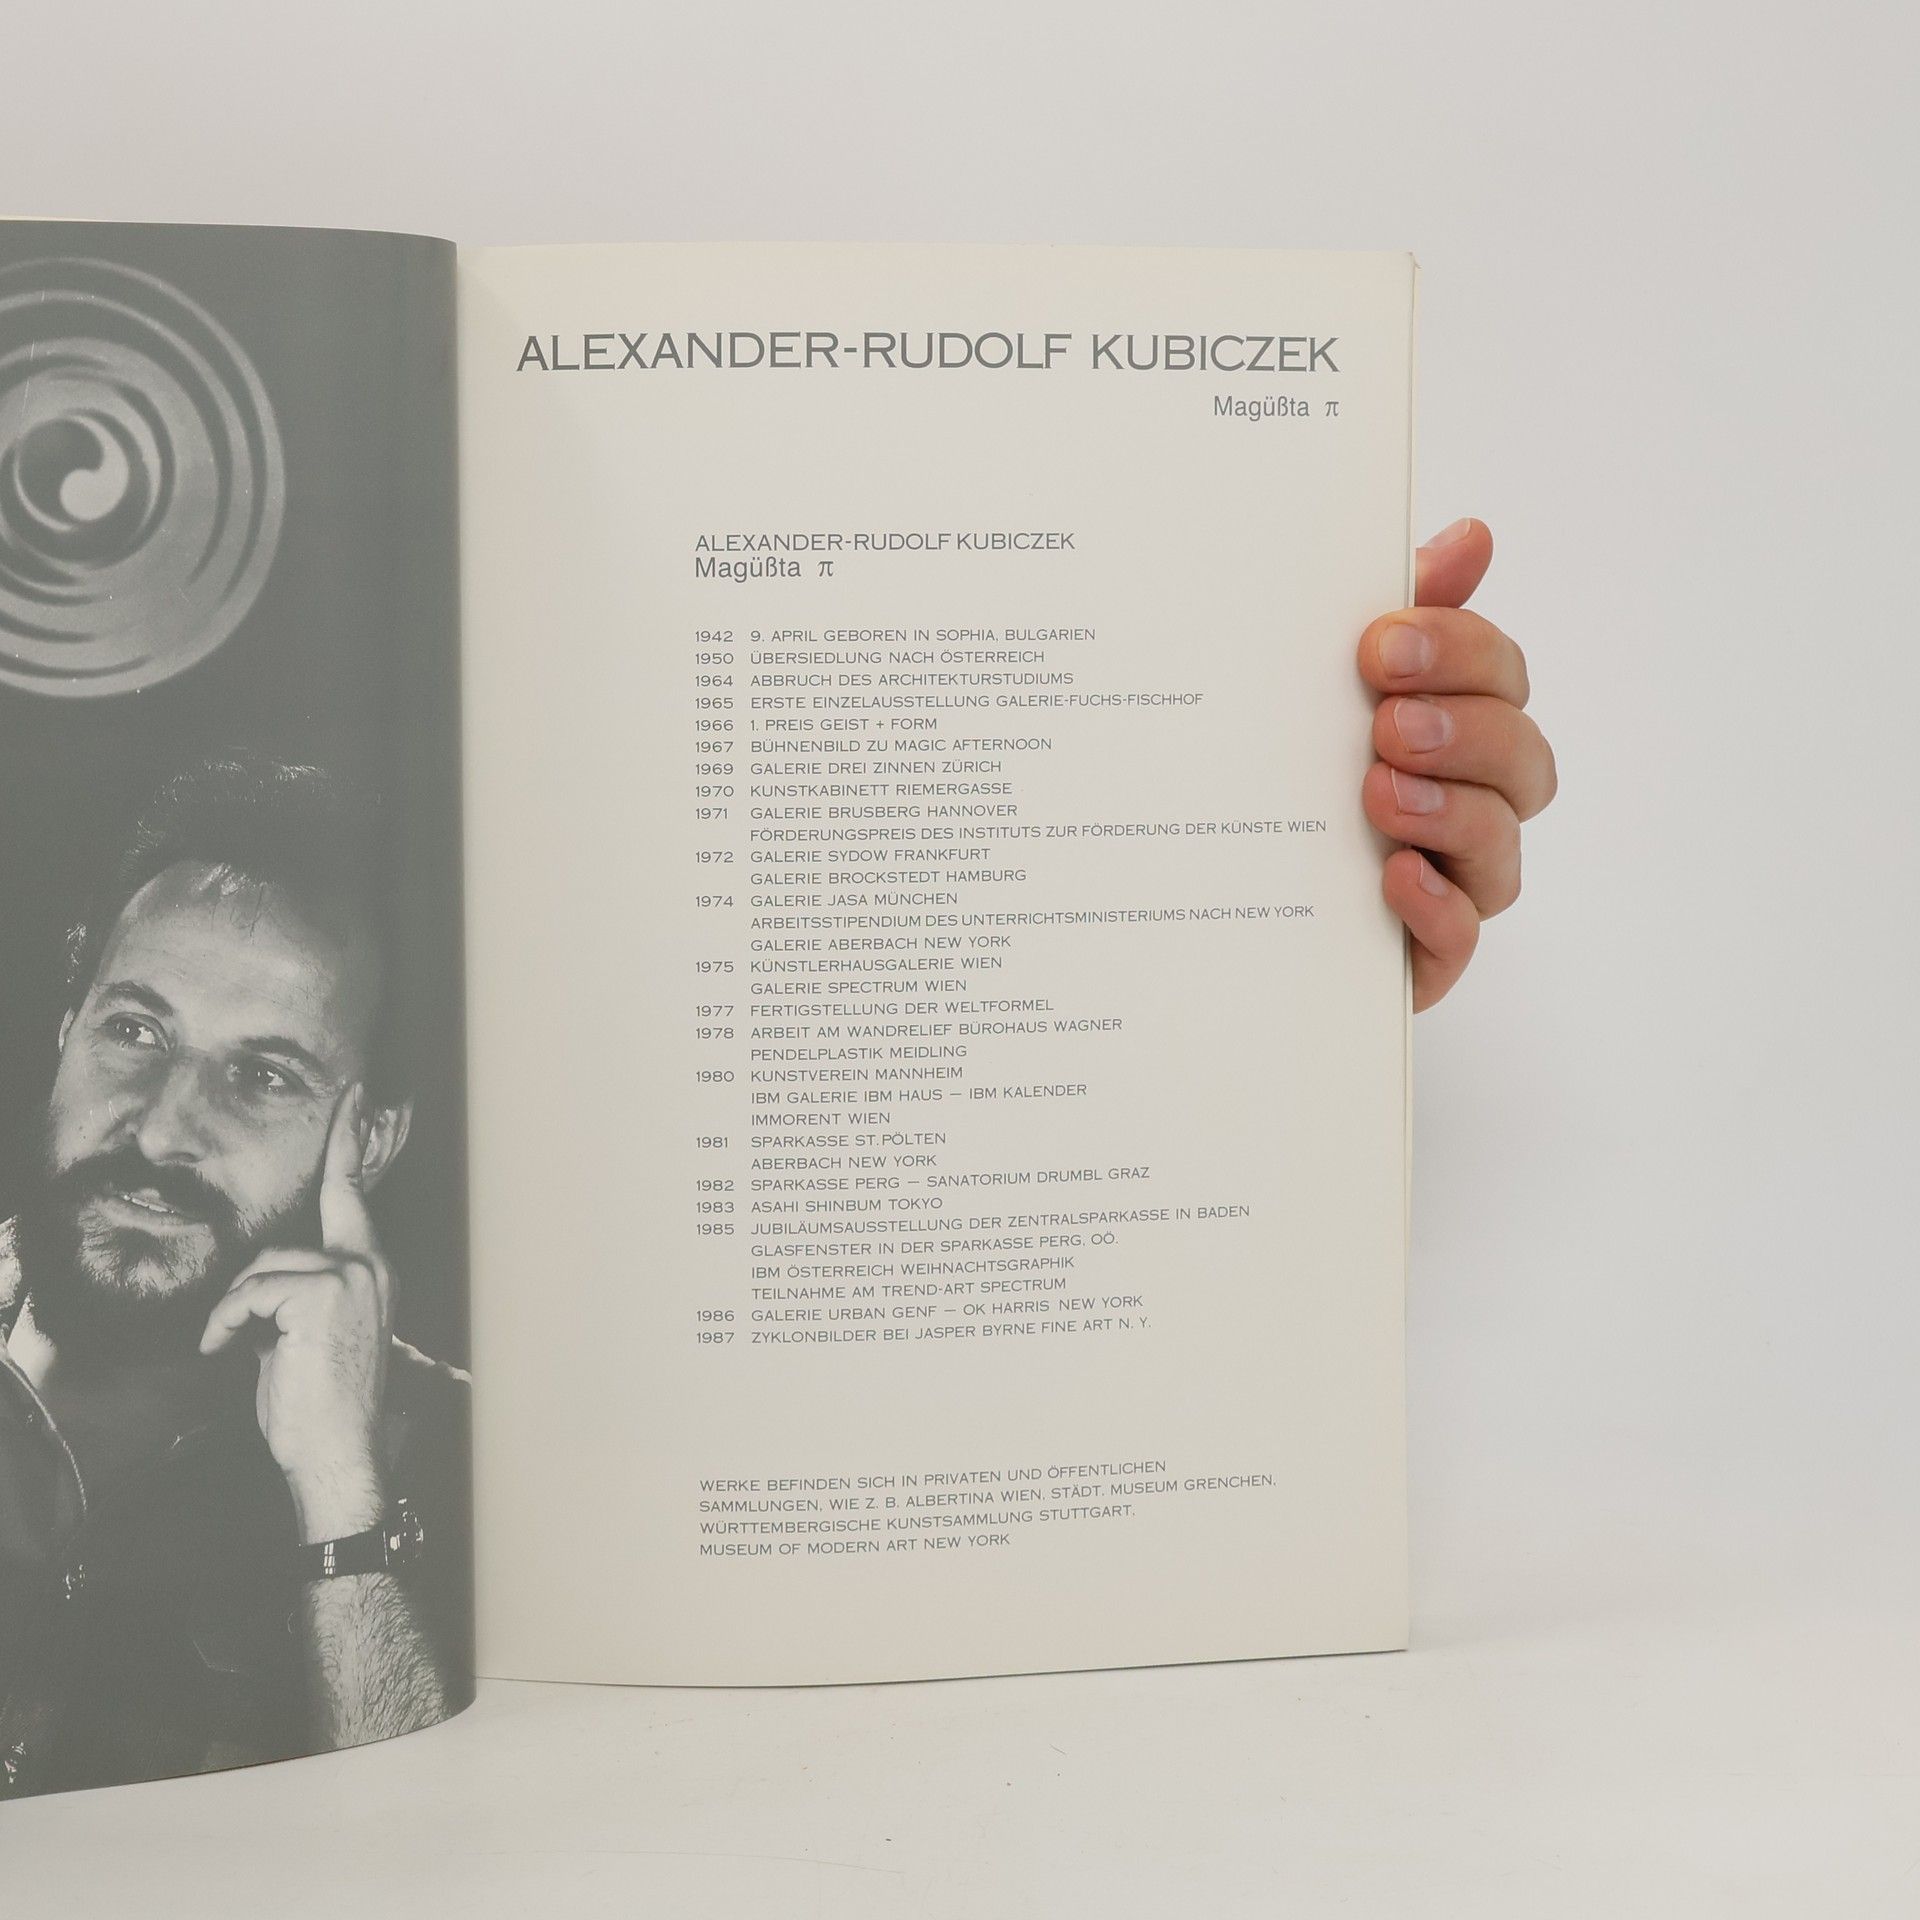 ALEXANDER-RUDOLF KUBICZEK
Magüßta π
ALEXANDER-RUDOLF KUBICZEK
Magüßta π
1942 9. APRIL GEBOREN IN SOPHIA, BULGARIEN
1950 ÜBERSIEDLUNG NACH ÖSTERREICH
1964 ABBRUCH DES ARCHITEKTURSTUDIUMS
1965 ERSTE EINZELAUSSTELLUNG GALERIE-FUCHS-FISCHHOF
1966 1. PREIS GEIST + FORM
1967 BÜHNENBILD ZU MAGIC AFTERNOON
1969 GALERIE DREI ZINNEN ZÜRICH
1970 KUNSTKABINETT RIEMERGASSE
1971 GALERIE BRUSBERG HANNOVER
FÖRDERUNGSPREIS DES INSTITUTS ZUR FÖRDERUNG DER KÜNSTE WIEN
1972 GALERIE SYDOW FRANKFURT
GALERIE BROCKSTEDT HAMBURG
1974 GALERIE JASA MÜNCHEN
ARBEITSSTIPENDIUM DES UNTERRICHTSMINISTERIUMS NACH NEW YORK
GALERIE ABERBACH NEW YORK
1975 KÜNSTLERHAUSGALERIE WIEN
GALERIE SPECTRUM WIEN
1977 FERTIGSTELLUNG DER WELTFORMEL
1978 ARBEIT AM WANDRELIEF BÜROHAUS WAGNER
PENDELPLASTIK MEIDLING
1980 KUNSTVEREIN MANNHEIM
IBM GALERIE IBM HAUS – IBM KALENDER
IMMORENT WIEN
1981 SPARKASSE ST. PÖLTEN
ABERBACH NEW YORK
1982 SPARKASSE PERG – SANATORIUM DRUMBL GRAZ
1983 ASAHI SHINBUM TOKYO
1985 JUBILÄUMSAUSSTELLUNG DER ZENTRALSPARKASSE IN BADEN
GLASFENSTER IN DER SPARKASSE PERG, OÖ.
IBM ÖSTERREICH WEIHNACHTSGRAPHIK
TEILNAHME AM TREND-ART SPECTRUM
1986 GALERIE URBAN GENF – OK HARRIS NEW YORK
1987 ZYKLONBILDER BEI JASPER BYRNE FINE ART N. Y.
WERKE BEFINDEN SICH IN PRIVATEN UND ÖFFENTLICHEN
SAMMLUNGEN, WIE Z. B. ALBERTINA WIEN, STÄDT. MUSEUM GRENCHEN,
WÜRTTEMBERGISCHE KUNSTSAMMLUNG STUTTGART,
MUSEUM OF MODERN ART NEW YORK